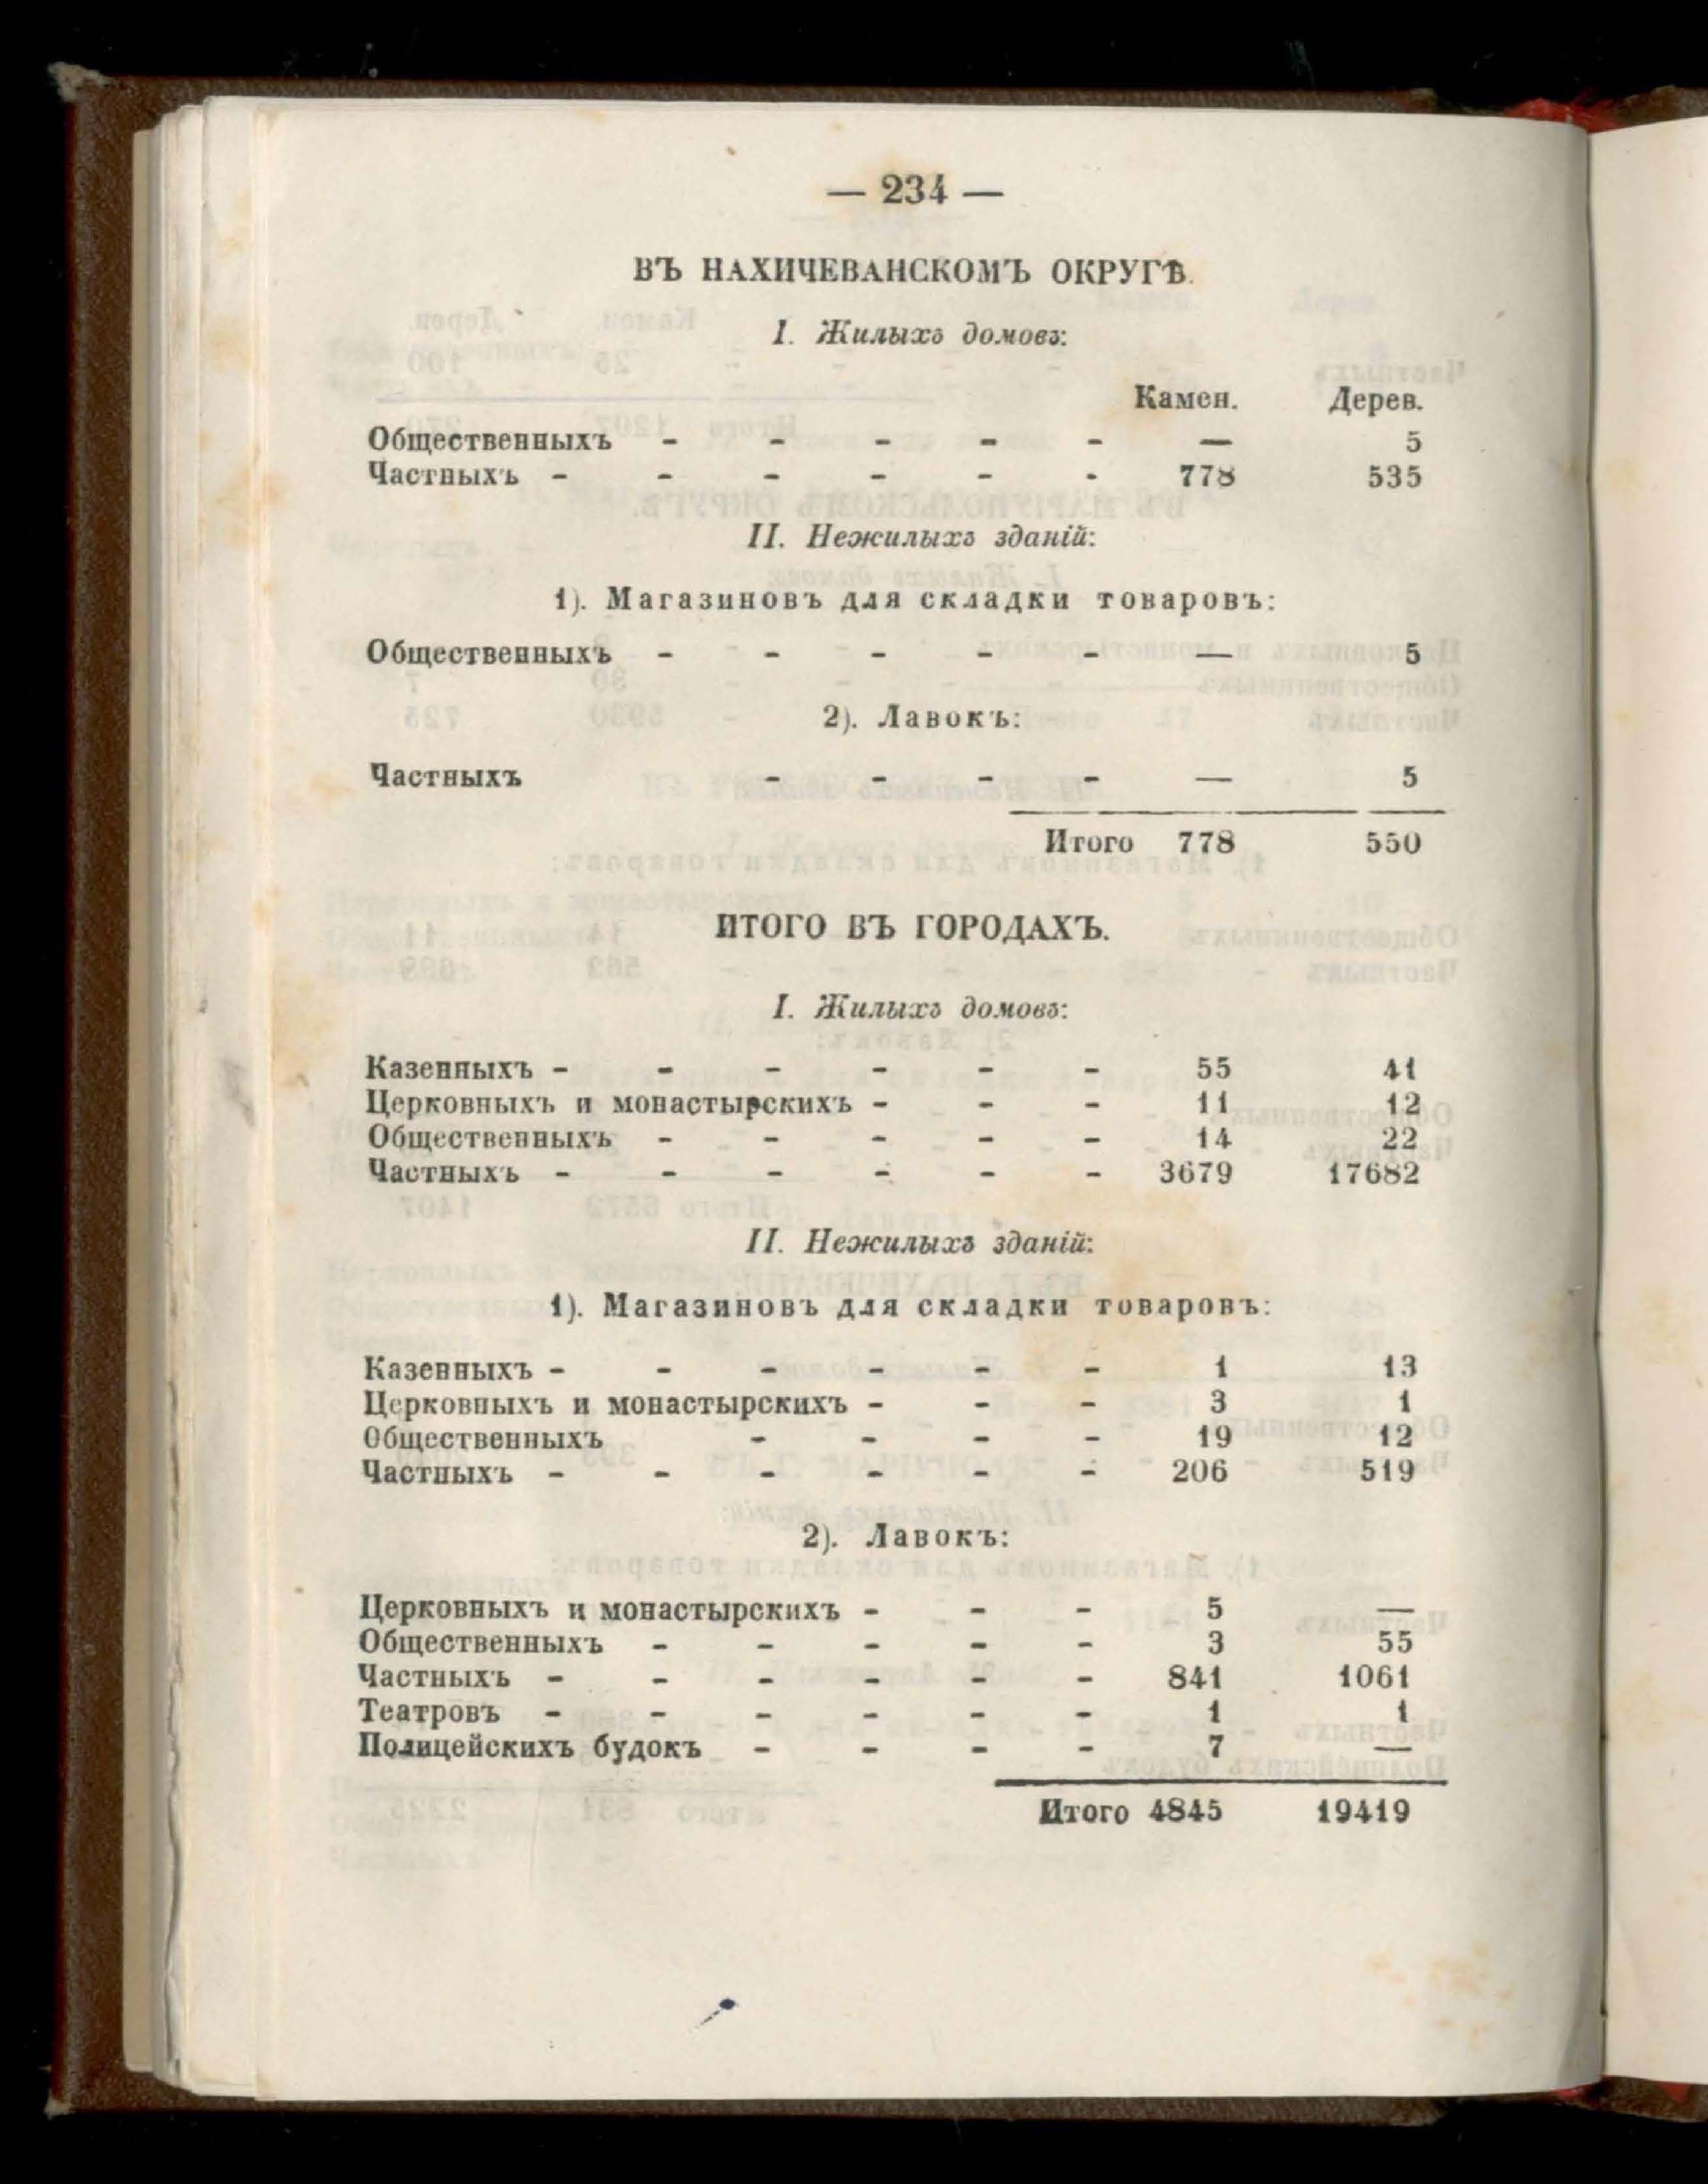 — 234 —
ВЪ НАХИЧЕВАНСКОМЪ ОКРУГѢ.
I. Жилыхъ домовъ:
Камен. Дерев.
Общественныхъ - - - - - — 5
Частныхъ - - - - - - 778 535
II. Нежилыхъ зданій:
1). Магазиновъ для складки товаровъ:
Общественныхъ - - - - - — 5
2). Лавокъ:
Частныхъ - - - - — 5
Итого 778 550
ИТОГО ВЪ ГОРОДАХЪ.
I. Жилыхъ домовъ:
Казенныхъ - - - - - - 55 41
Церковныхъ и монастырскихъ - - - 11 12
Общественныхъ - - - - - 14 22
Частныхъ - - - - - - 3679 17682
II. Нежилыхъ зданій:
1). Магазиновъ для складки товаровъ:
Казенныхъ - - - - - - 1 13
Церковныхъ и монастырскихъ - - - 3 1
Общественныхъ - - - - 19 12
Частныхъ - - - - - - 206 519
2). Лавокъ:
Церковныхъ и монастырскихъ - - - 5 —
Общественныхъ - - - - - 3 55
Частныхъ - - - - - - 841 1061
Театровъ - - - - - - 1 1
Полицейскихъ будокъ - - - - 7 —
Итого 4845 19419